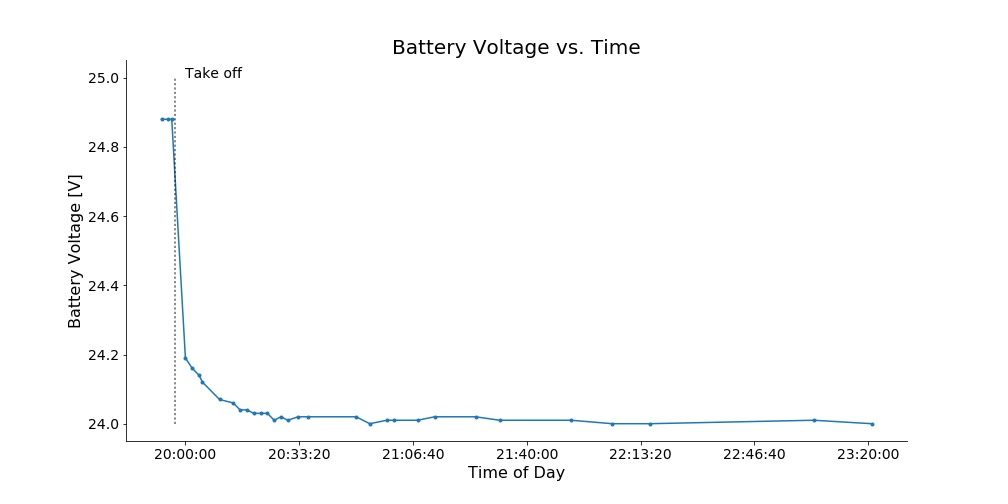 Battery Voltage vs. Time
Take off
25.0
24.8
24.6
24.4
24.2
24.0
Battery Voltage [V]
20:00:00 20:33:20 21:06:40 21:40:00 22:13:20 22:46:40 23:20:00
Time of Day